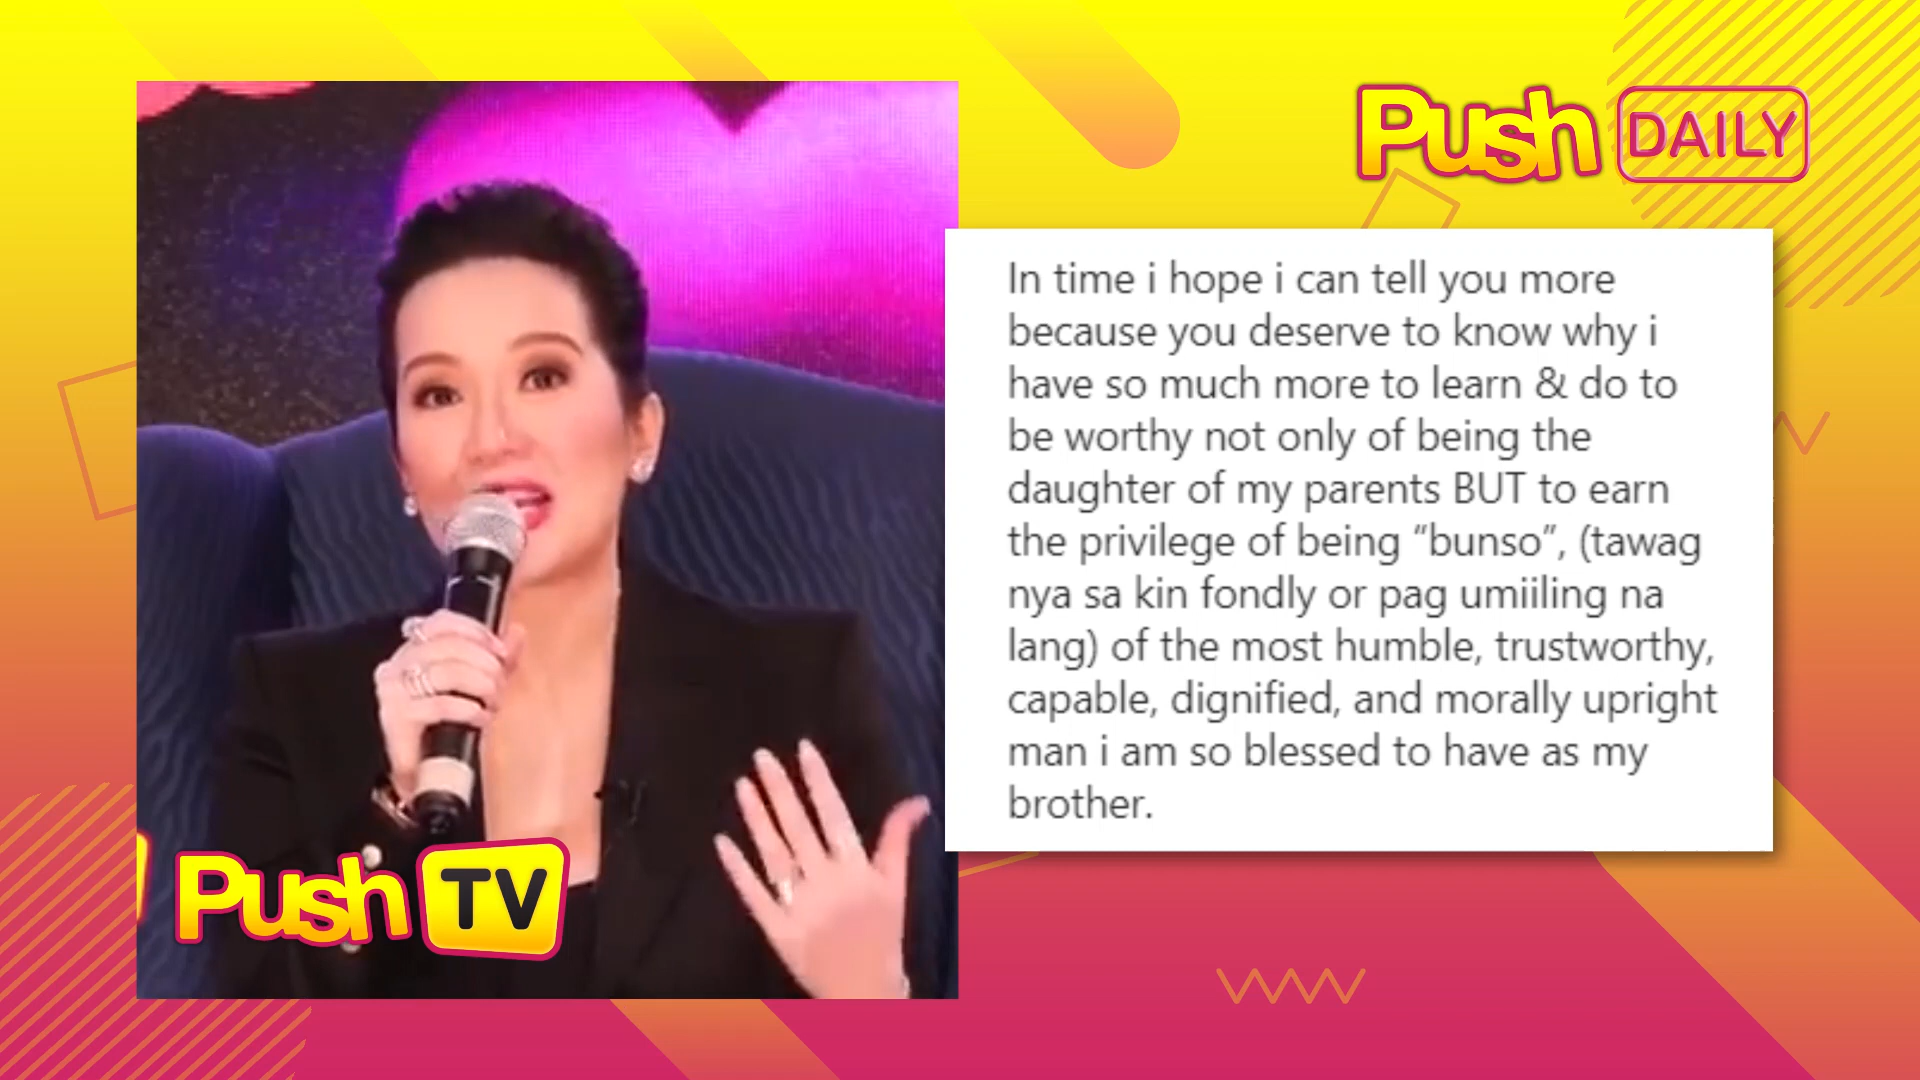 Push DAILY
In time i hope i can tell you more
because you deserve to know why i
have so much more to learn & do to
be worthy not only of being the
daughter of my parents BUT to earn
the privilege of being “bunso”, (tawag
nya sa kin fondly or pag umiiling na
lang) of the most humble, trustworthy,
capable, dignified, and morally upright
man i am so blessed to have as my
brother.
Push TV